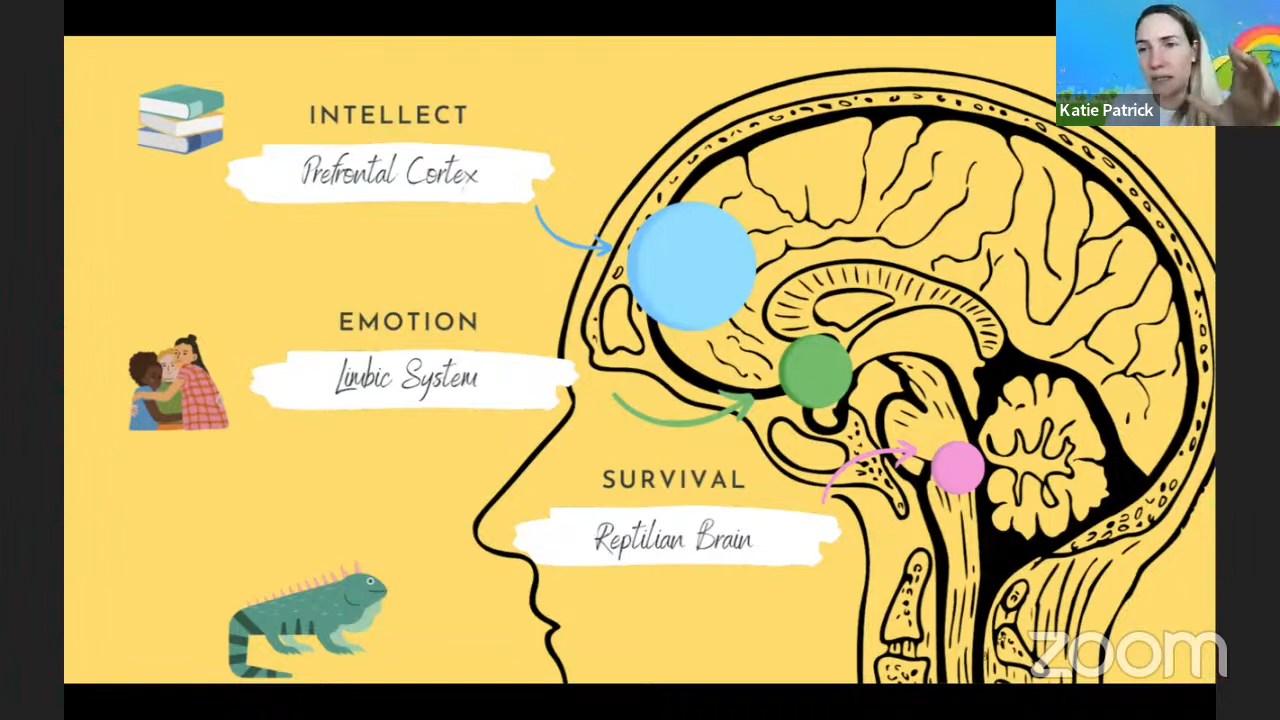 INTELLECT
Prefrontal Cortex
EMOTION
Limbic System
SURVIVAL
Reptilian Brain
Katie Patrick
zoom